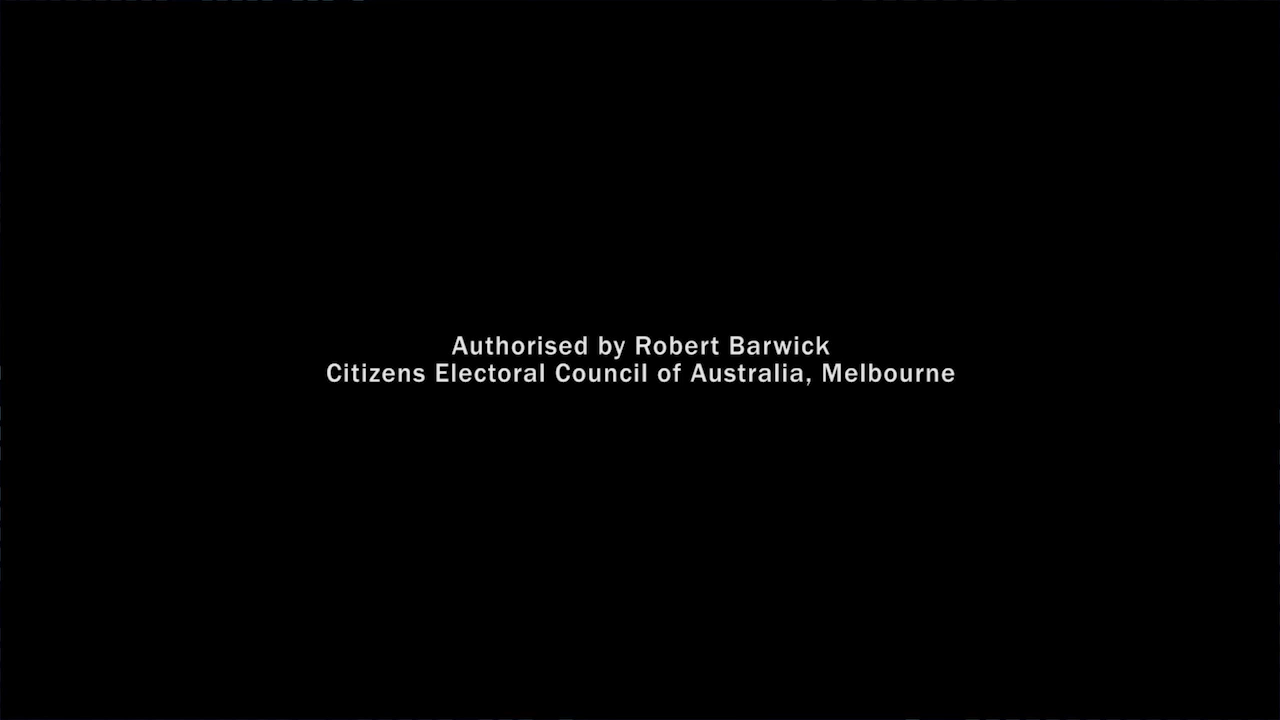 Authorised by Robert Barwick
Citizens Electoral Council of Australia, Melbourne